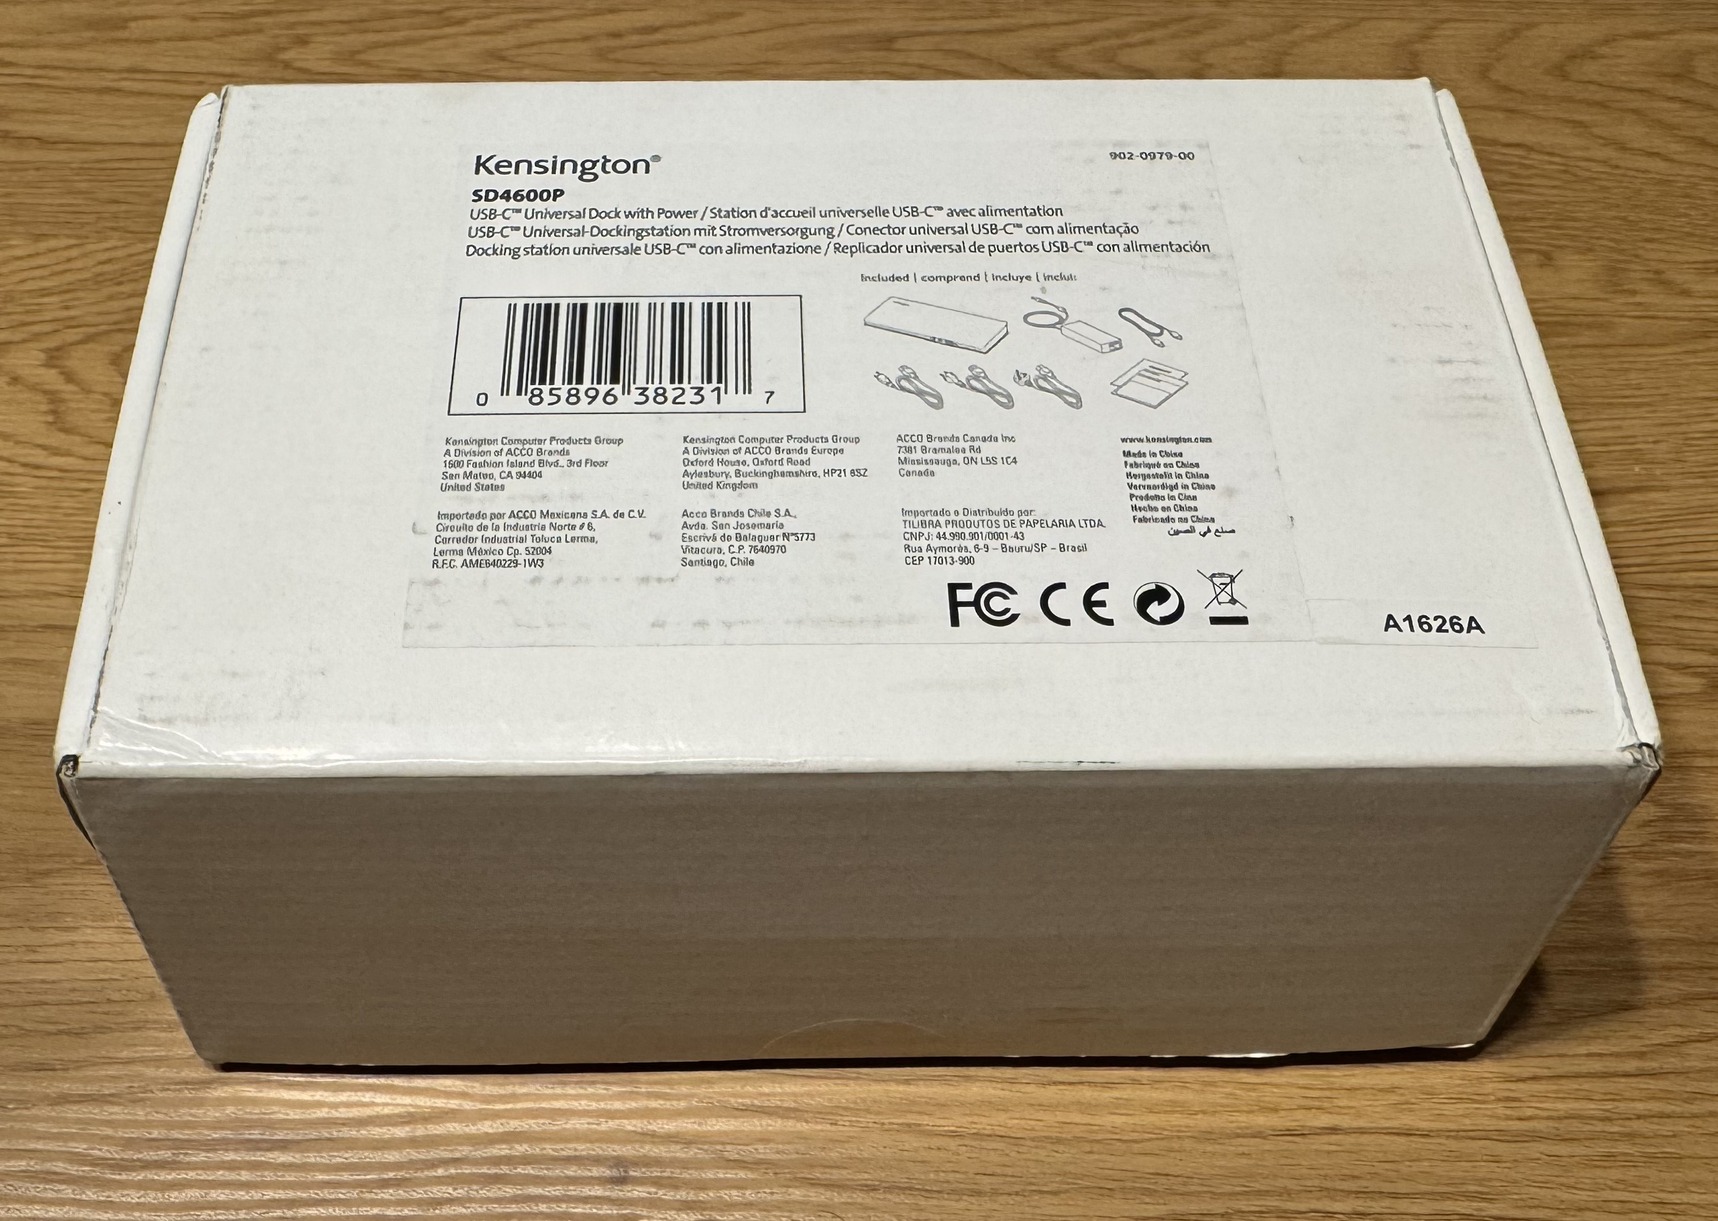 Kensington®
902-0979-00
SD4600P
USB-C™ Universal Dock with Power / Station d'accueil universelle USB-C™ avec alimentation
USB-C™ Universal-Dockingstation mit Stromversorgung / Conector universal USB-C™ com alimentação
Docking station universale USB-C™ con alimentazione / Replicador universal de puertos USB-C™ con alimentación
Included | comprend | Incluye | inclui:
0 85896 38231 7
Kensington Computer Products Group
A Division of ACCO Brands
1600 Fashion Island Blvd., 3rd Floor
San Mateo, CA 94404
United States
Kensington Computer Products Group
A Division of ACCO Brands Europe
Oxford House, Oxford Road
Aylesbury, Buckinghamshire, HP21 8SZ
United Kingdom
ACCO Brands Canada Inc
7381 Bramalea Rd
Mississauga, ON L5S 1C4
Canada
www.kensington.com
Made in China
Fabriqué en Chine
Hergestellt in China
Vervaardigd in China
Prodotto in Cina
Hecho en China
Fabricado na China
صنع في الصين
Importado por ACCO Mexicana S.A. de C.V.
Circuito de la Industria Norte # 6,
Corredor Industrial Toluca Lerma,
Lerma México Cp. 52004
R.F.C. AME640229-1W3
Acco Brands Chile S.A.,
Avda. San Josemaria
Escrivá de Balaguer N°5773
Vitacura, C.P. 7640970
Santiago, Chile
Importado e Distribuido por:
TILIBRA PRODUTOS DE PAPELARIA LTDA.
CNPJ: 44.990.901/0001-43
Rua Aymorés, 6-9 – Bauru/SP – Brasil
CEP 17013-900
FC CE
A1626A